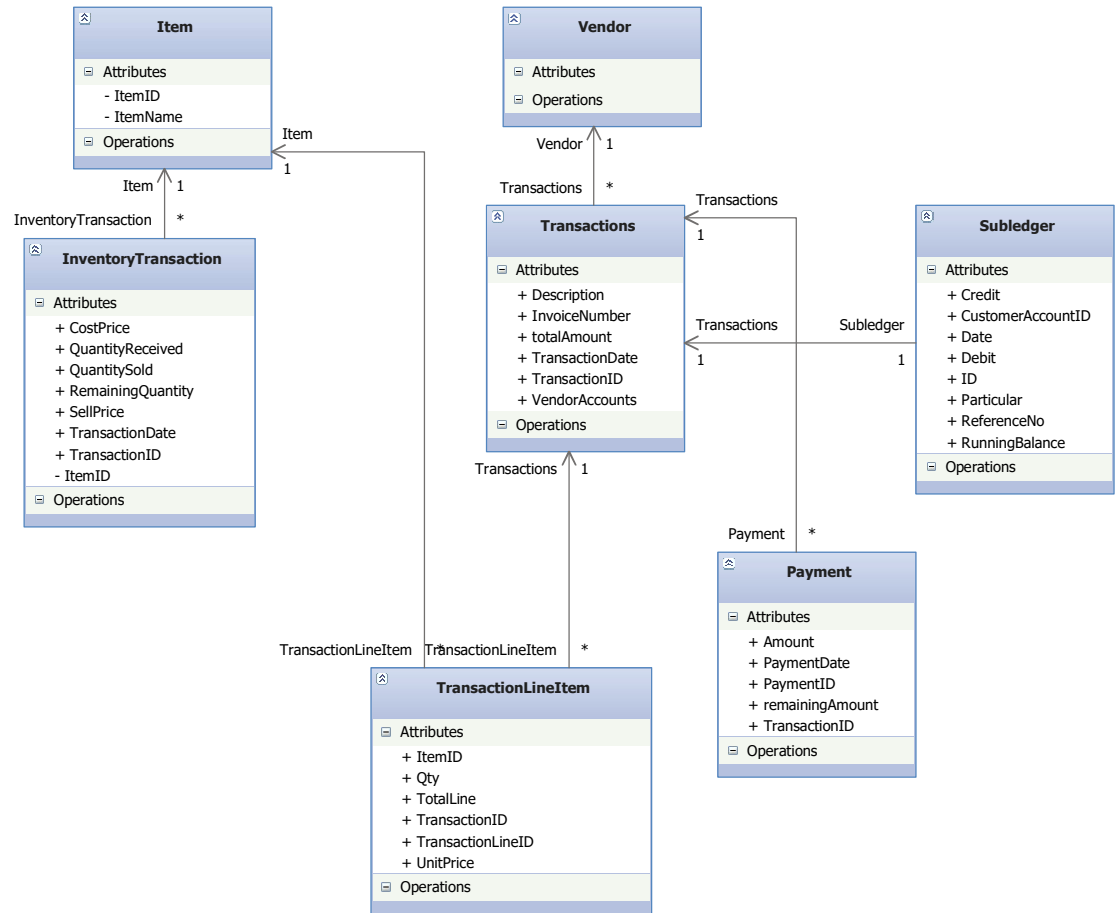 Item
Attributes
- ItemID
- ItemName
Operations
Vendor
Attributes
Operations
Item
1
Item
1
InventoryTransaction
*
Vendor
1
Transactions
*
InventoryTransaction
Attributes
+ CostPrice
+ QuantityReceived
+ QuantitySold
+ RemainingQuantity
+ SellPrice
+ TransactionDate
+ TransactionID
- ItemID
Operations
Transactions
Attributes
+ Description
+ InvoiceNumber
+ totalAmount
+ TransactionDate
+ TransactionID
+ VendorAccounts
Operations
Transactions
1
Transactions
1
Subledger
1
Subledger
Attributes
+ Credit
+ CustomerAccountID
+ Date
+ Debit
+ ID
+ Particular
+ ReferenceNo
+ RunningBalance
Operations
Transactions
1
Payment
*
Payment
Attributes
+ Amount
+ PaymentDate
+ PaymentID
+ remainingAmount
+ TransactionID
Operations
TransactionLineItem
*
TransactionLineItem
*
TransactionLineItem
Attributes
+ ItemID
+ Qty
+ TotalLine
+ TransactionID
+ TransactionLineID
+ UnitPrice
Operations